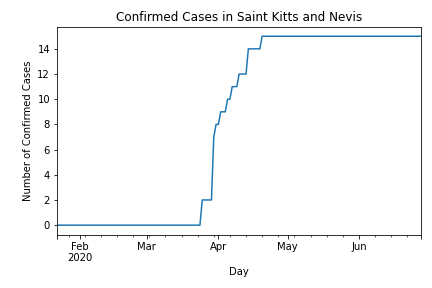 Confirmed Cases in Saint Kitts and Nevis
Number of Confirmed Cases
14
12
10
8
6
4
2
0
Feb
2020
Mar
Apr
May
Jun
Day